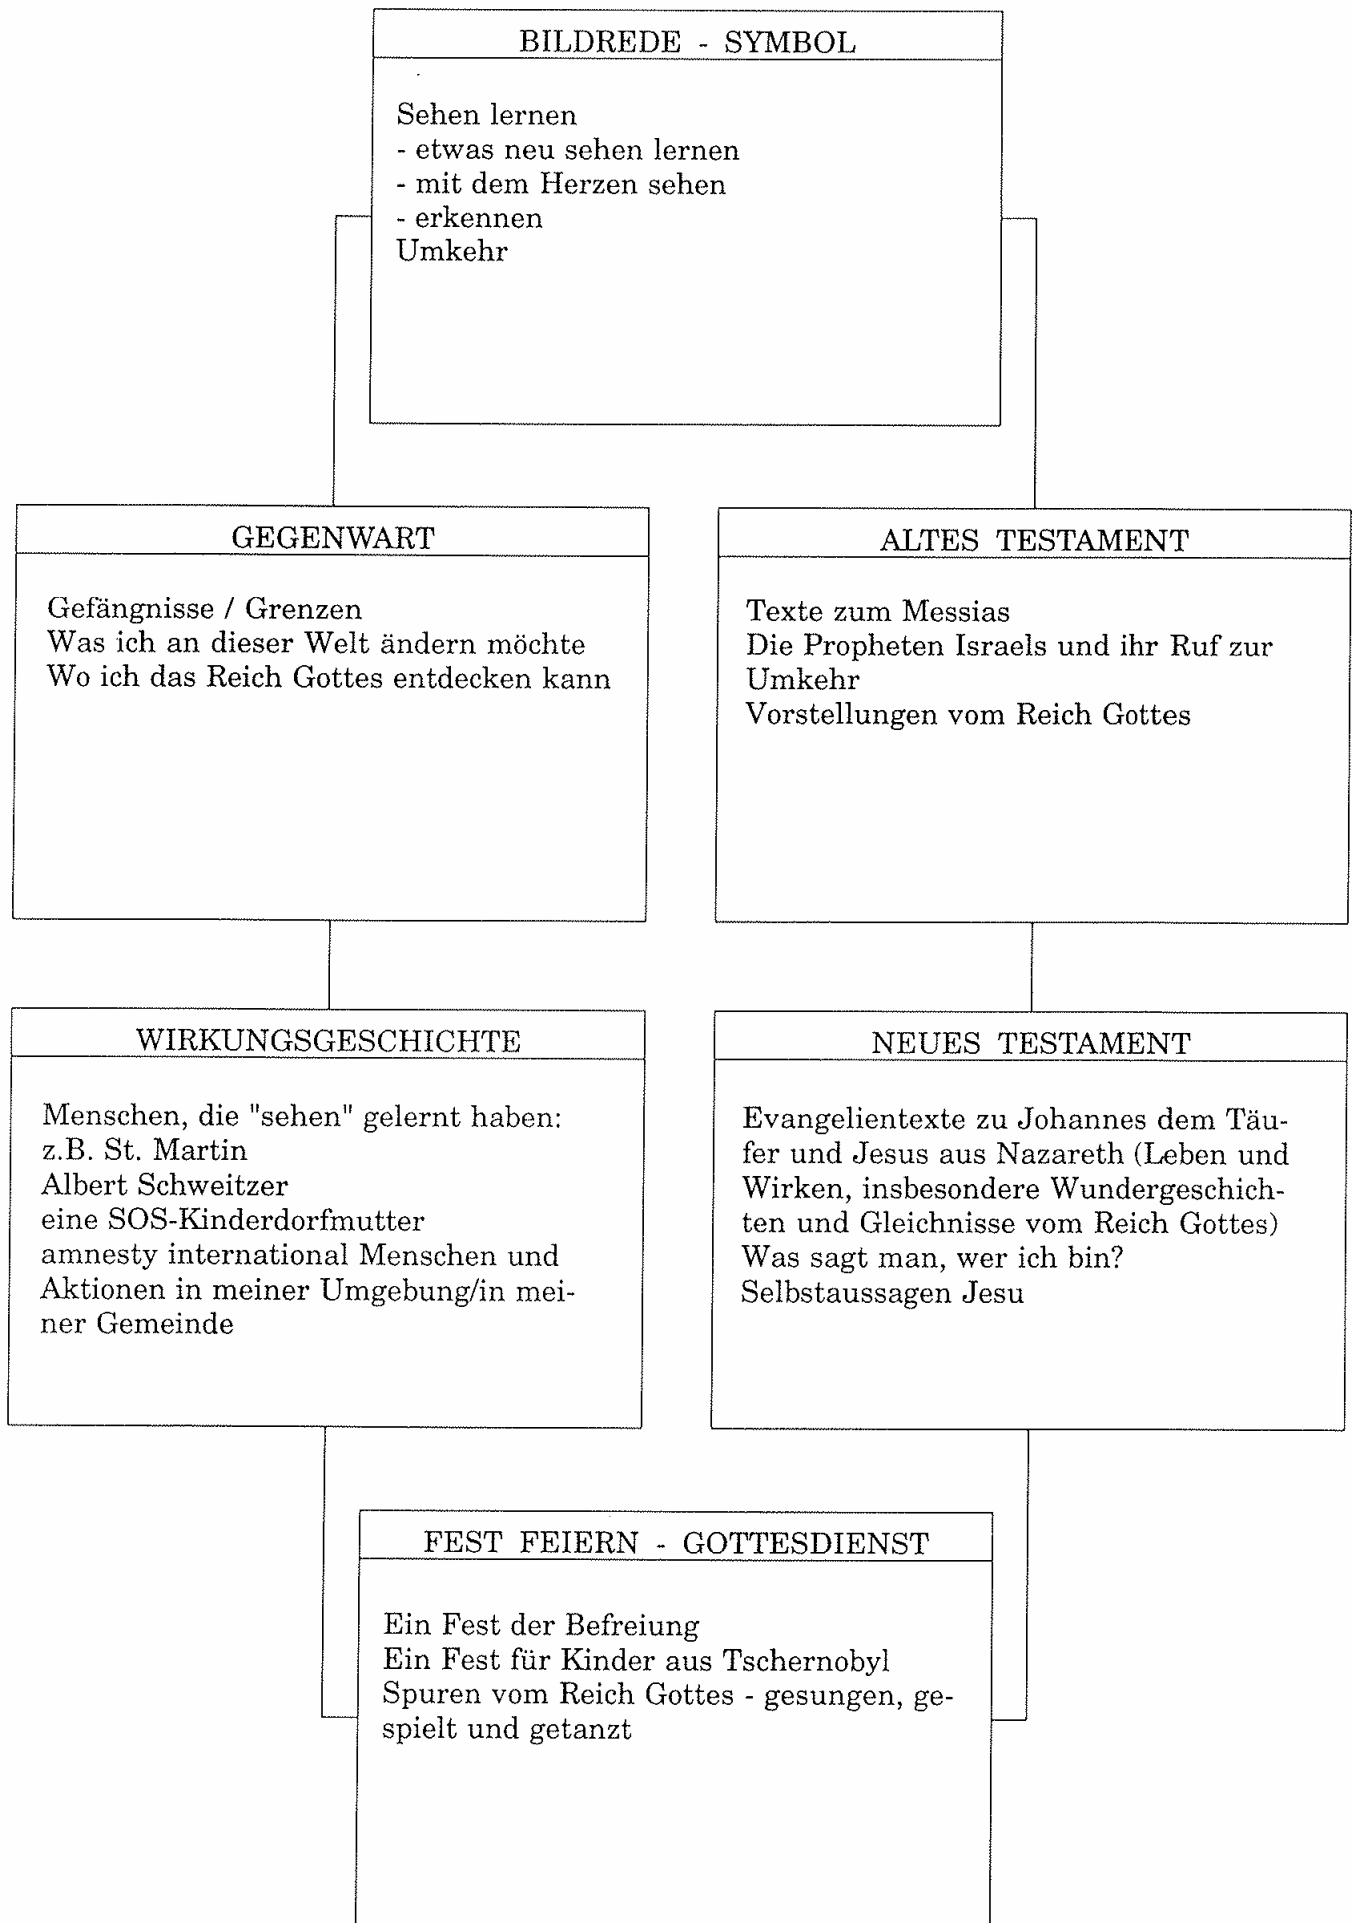 BILDREDE - SYMBOL
Sehen lernen
- etwas neu sehen lernen
- mit dem Herzen sehen
- erkennen
Umkehr
GEGENWART
Gefängnisse / Grenzen
Was ich an dieser Welt ändern möchte
Wo ich das Reich Gottes entdecken kann
ALTES TESTAMENT
Texte zum Messias
Die Propheten Israels und ihr Ruf zur
Umkehr
Vorstellungen vom Reich Gottes
WIRKUNGSGESCHICHTE
Menschen, die "sehen" gelernt haben:
z.B. St. Martin
Albert Schweitzer
eine SOS-Kinderdorfmutter
amnesty international Menschen und
Aktionen in meiner Umgebung/in mei-
ner Gemeinde
NEUES TESTAMENT
Evangelientexte zu Johannes dem Täu-
fer und Jesus aus Nazareth (Leben und
Wirken, insbesondere Wundergeschich-
ten und Gleichnisse vom Reich Gottes)
Was sagt man, wer ich bin?
Selbstaussagen Jesu
FEST FEIERN - GOTTESDIENST
Ein Fest der Befreiung
Ein Fest für Kinder aus Tschernobyl
Spuren vom Reich Gottes - gesungen, ge-
spielt und getanzt